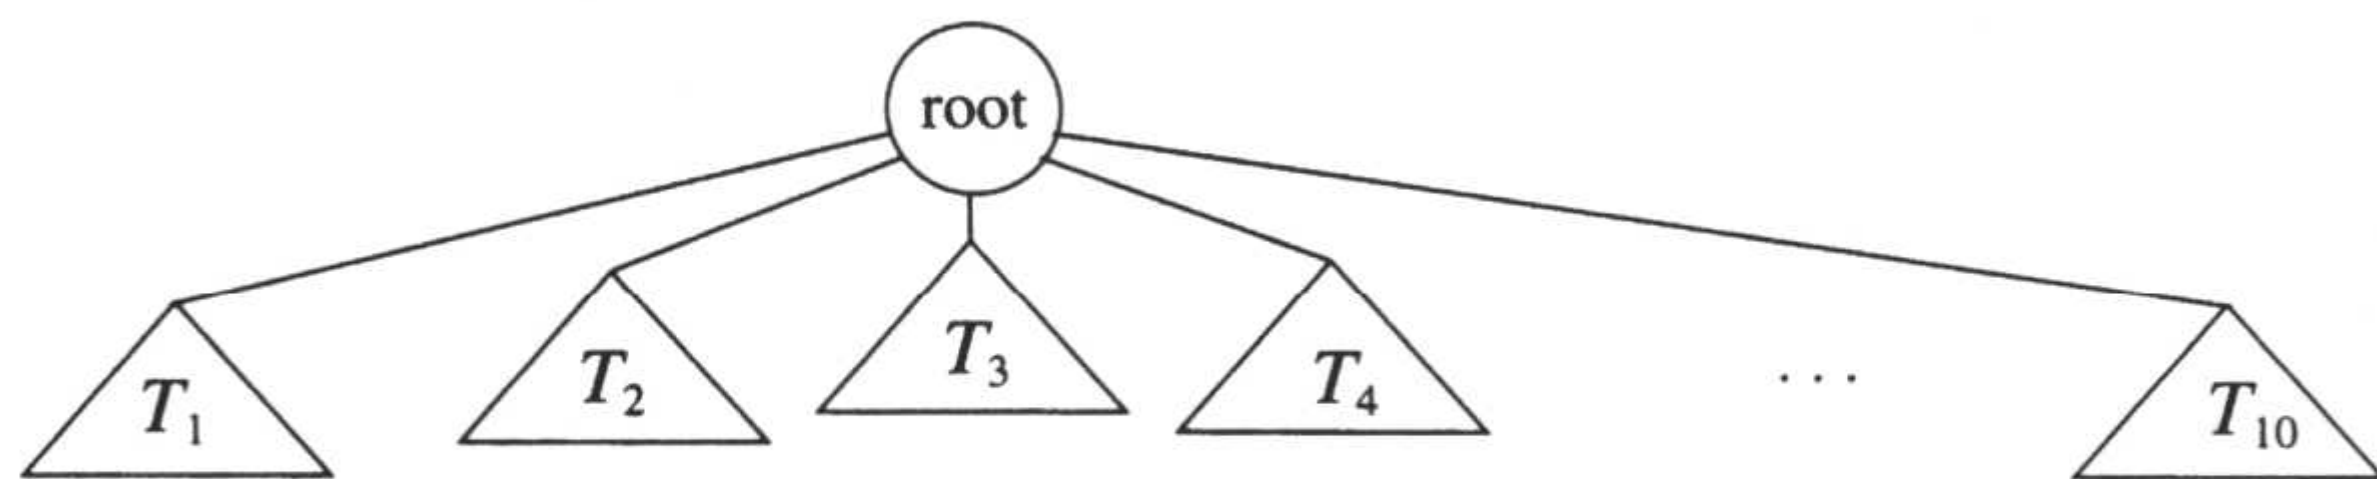 root
T₁ T₂ T₃ T₄ . . . T₁₀